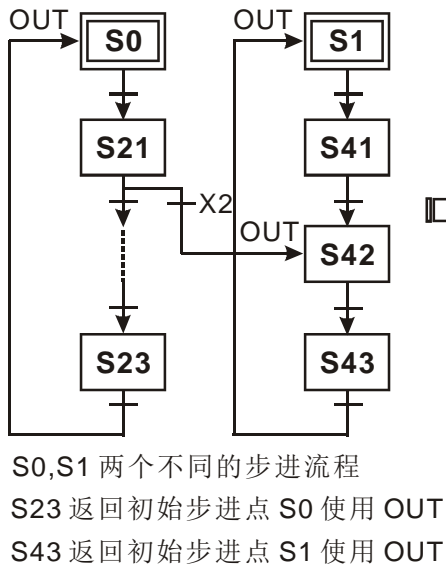 OUT
OUT
S0
S1
S21
S41
X2
OUT
S42
S23
S43
S0,S1 两个不同的步进流程
S23 返回初始步进点 S0 使用 OUT
S43 返回初始步进点 S1 使用 OUT